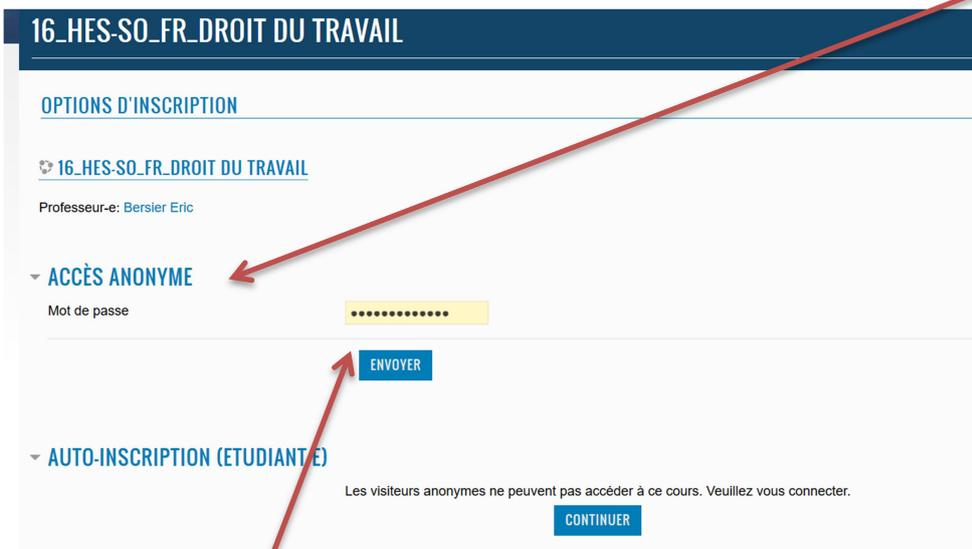 16_HES-SO_FR_DROIT DU TRAVAIL
OPTIONS D'INSCRIPTION
16_HES-SO_FR_DROIT DU TRAVAIL
Professeur-e: Bersier Eric
ACCÈS ANONYME
Mot de passe
•••••••••••••
ENVOYER
AUTO-INSCRIPTION (ETUDIANT·E)
Les visiteurs anonymes ne peuvent pas accéder à ce cours. Veuillez vous connecter.
CONTINUER